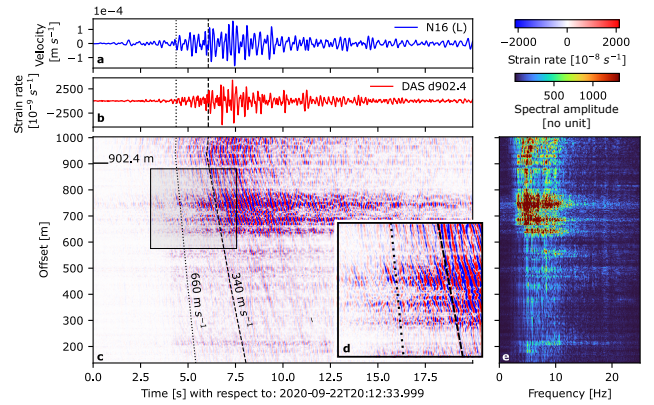 1e−4
Velocity
[m s⁻¹]
1
0
−1
N16 (L)
a
Strain rate
[10⁻⁹ s⁻¹]
2500
−2500
DAS d902.4
b
−2000 0 2000
Strain rate [10⁻⁸ s⁻¹]
500 1000
Spectral amplitude
[no unit]
Offset
[m]
1000
900
800
700
600
500
400
300
200
902.4 m
660 m s⁻¹
340 m s⁻¹
c
d
e
0.0 2.5 5.0 7.5 10.0 12.5 15.0 17.5
Time [s] with respect to: 2020-09-22T20:12:33.999
0 10 20
Frequency [Hz]